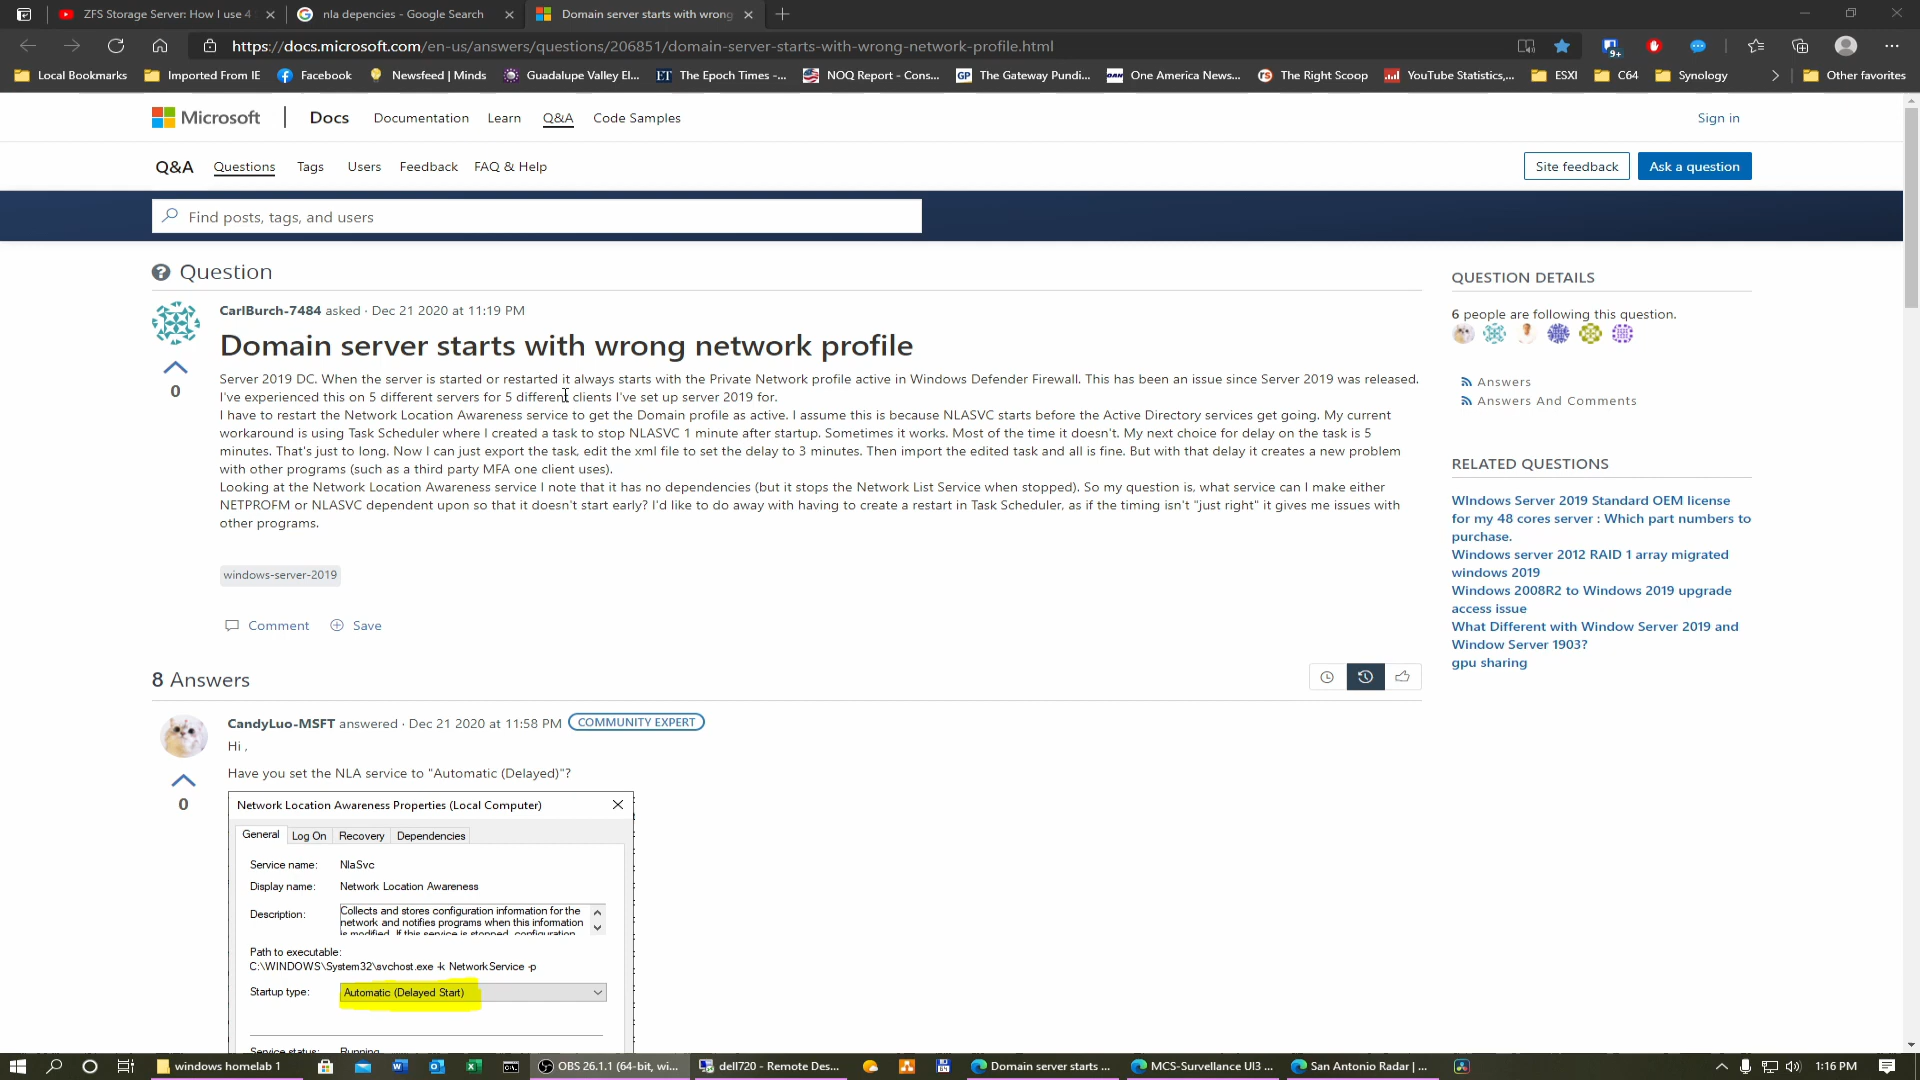 ZFS Storage Server: How I use 4
nla depencies - Google Search
Domain server starts with wrong
https://docs.microsoft.com/en-us/answers/questions/206851/domain-server-starts-with-wrong-network-profile.html
9+
Local Bookmarks
Imported From IE
Facebook
Newsfeed | Minds
Guadalupe Valley El...
ET The Epoch Times -...
NOQ Report - Cons...
GP The Gateway Pundi...
One America News...
rs The Right Scoop
YouTube Statistics,...
ESXI
C64
Synology
Other favorites
Microsoft
Docs
Documentation
Learn
Q&A
Code Samples
Sign in
Q&A
Questions
Tags
Users
Feedback
FAQ & Help
Site feedback
Ask a question
Find posts, tags, and users
Question
CarlBurch-7484 asked · Dec 21 2020 at 11:19 PM
Domain server starts with wrong network profile
0
Server 2019 DC. When the server is started or restarted it always starts with the Private Network profile active in Windows Defender Firewall. This has been an issue since Server 2019 was released.
I've experienced this on 5 different servers for 5 different clients I've set up server 2019 for.
I have to restart the Network Location Awareness service to get the Domain profile as active. I assume this is because NLASVC starts before the Active Directory services get going. My current
workaround is using Task Scheduler where I created a task to stop NLASVC 1 minute after startup. Sometimes it works. Most of the time it doesn't. My next choice for delay on the task is 5
minutes. That's just to long. Now I can just export the task, edit the xml file to set the delay to 3 minutes. Then import the edited task and all is fine. But with that delay it creates a new problem
with other programs (such as a third party MFA one client uses).
Looking at the Network Location Awareness service I note that it has no dependencies (but it stops the Network List Service when stopped). So my question is, what service can I make either
NETPROFM or NLASVC dependent upon so that it doesn't start early? I'd like to do away with having to create a restart in Task Scheduler, as if the timing isn't "just right" it gives me issues with
other programs.
windows-server-2019
Comment
Save
QUESTION DETAILS
6 people are following this question.
Answers
Answers And Comments
RELATED QUESTIONS
WIndows Server 2019 Standard OEM license
for my 48 cores server : Which part numbers to
purchase.
Windows server 2012 RAID 1 array migrated
windows 2019
Windows 2008R2 to Windows 2019 upgrade
access issue
What Different with Window Server 2019 and
Window Server 1903?
gpu sharing
8 Answers
CandyLuo-MSFT answered · Dec 21 2020 at 11:58 PM COMMUNITY EXPERT
Hi ,
Have you set the NLA service to "Automatic (Delayed)"?
0
Network Location Awareness Properties (Local Computer)
General
Log On
Recovery
Dependencies
Service name: NlaSvc
Display name: Network Location Awareness
Description: Collects and stores configuration information for the
network and notifies programs when this information
is modified. If this service is stopped, configuration
Path to executable:
C:\WINDOWS\System32\svchost.exe -k NetworkService -p
Startup type: Automatic (Delayed Start)
Service status: Running
windows homelab 1
OBS 26.1.1 (64-bit, wi...
dell720 - Remote Des...
Domain server starts ...
MCS-Survellance UI3 ...
San Antonio Radar | ...
1:16 PM